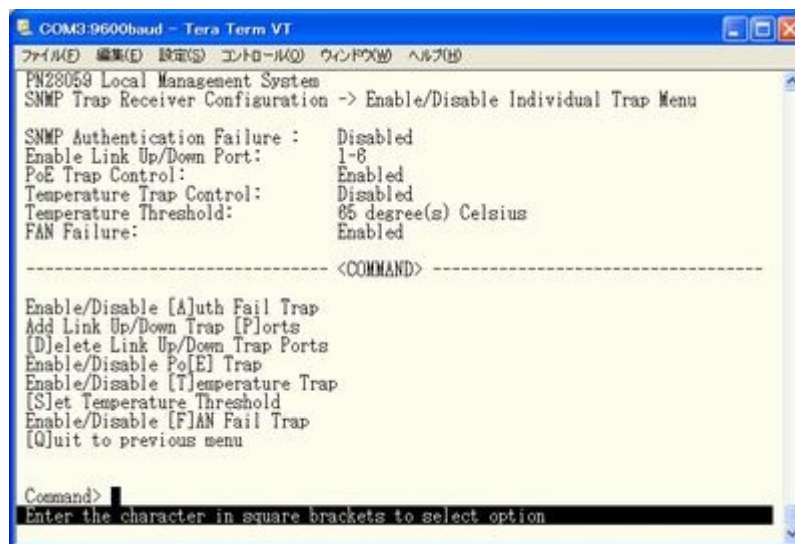 COM3:9600baud - Tera Term VT
ファイル(F) 編集(E) 設定(S) コントロール(O) ウィンドウ(W) ヘルプ(H)
PN28059 Local Management System
SNMP Trap Receiver Configuration -> Enable/Disable Individual Trap Menu
SNMP Authentication Failure : Disabled
Enable Link Up/Down Port: 1-6
PoE Trap Control: Enabled
Temperature Trap Control: Disabled
Temperature Threshold: 65 degree(s) Celsius
FAN Failure: Enabled
-------------------------------- <COMMAND> -----------------------------------
Enable/Disable [A]uth Fail Trap
Add Link Up/Down Trap [P]orts
[D]elete Link Up/Down Trap Ports
Enable/Disable Po[E] Trap
Enable/Disable [T]emperature Trap
[S]et Temperature Threshold
Enable/Disable [F]AN Fail Trap
[Q]uit to previous menu
Command>
Enter the character in square brackets to select option